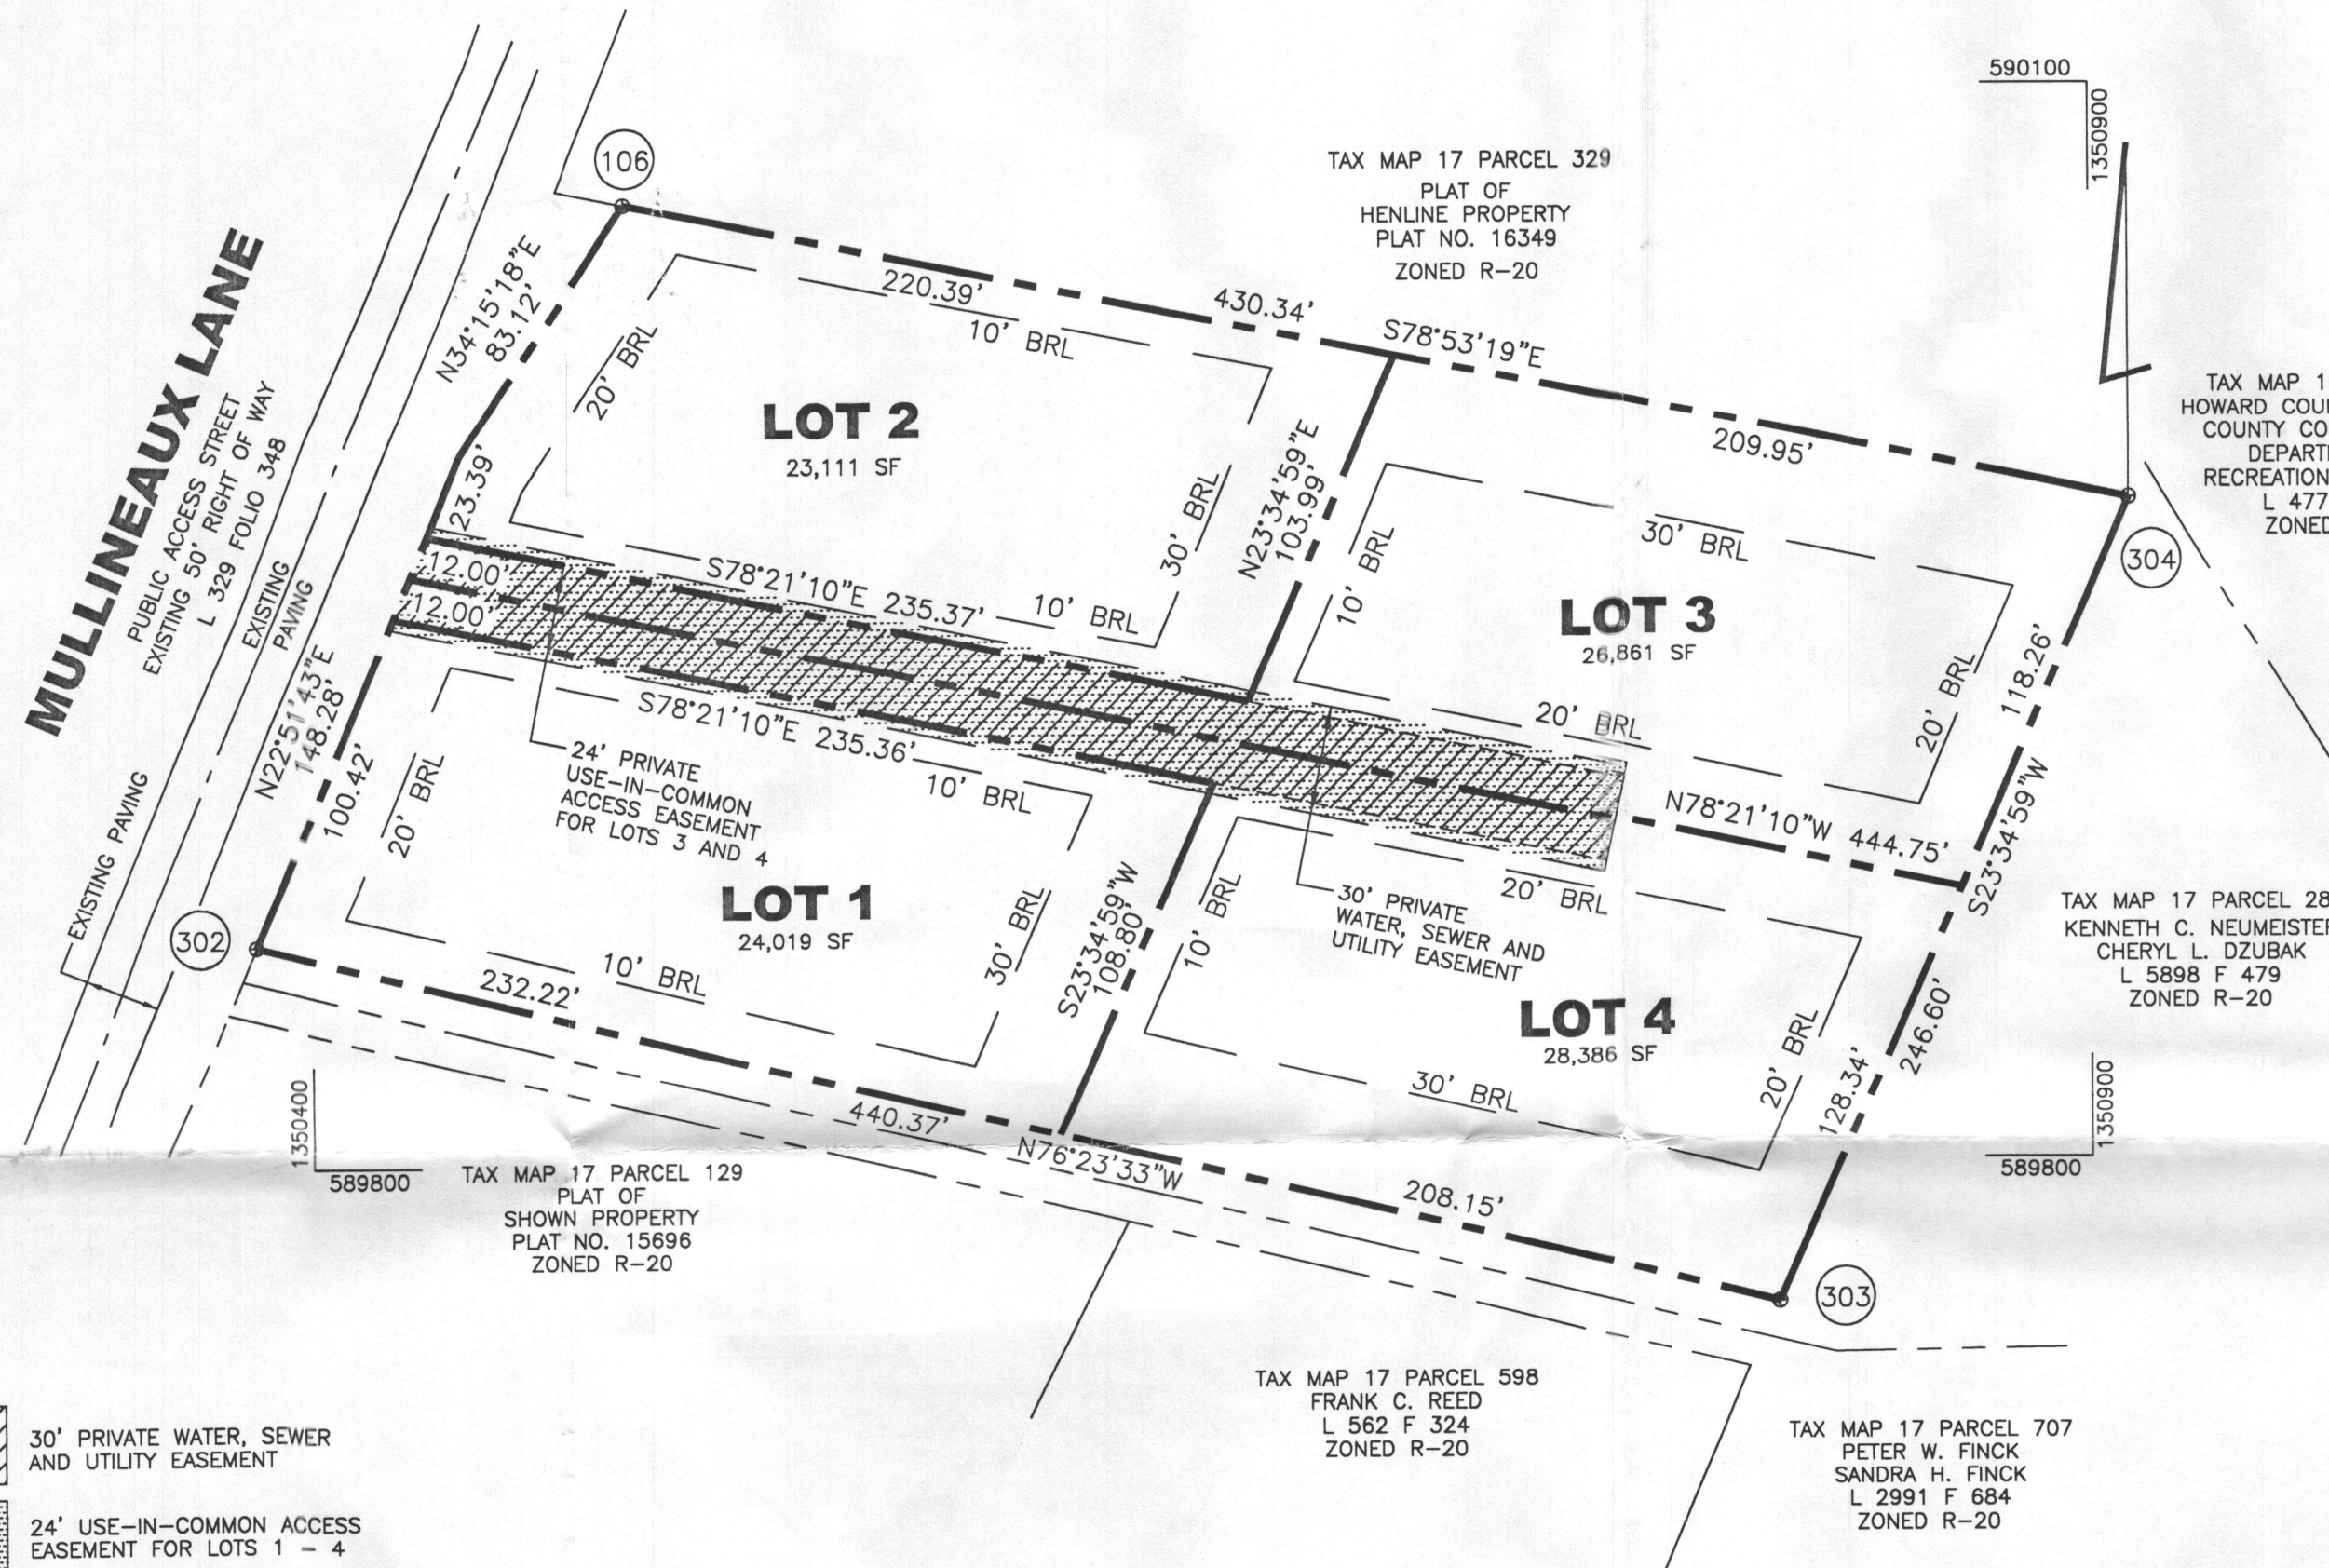 590100
1350900
106
TAX MAP 17 PARCEL 329
PLAT OF
HENLINE PROPERTY
PLAT NO. 16349
ZONED R-20
MULLINEAUX LANE
PUBLIC ACCESS STREET
EXISTING 50' RIGHT OF WAY
L 329 FOLIO 348
EXISTING
PAVING
EXISTING PAVING
N34°15'18"E
83.12'
23.39'
220.39'
430.34'
S78°53'19"E
209.95'
10' BRL
20' BRL
LOT 2
23,111 SF
30' BRL
10' BRL
N23°34'59"E
103.99'
10' BRL
30' BRL
LOT 3
26,861 SF
20' BRL
20' BRL
304
118.26'
TAX MAP 1
HOWARD COU
COUNTY CO
DEPART
RECREATION
L 477
ZONED
12.00'
12.00'
S78°21'10"E 235.37'
S78°21'10"E 235.36'
N78°21'10"W 444.75'
S23°34'59"W
246.60'
128.34'
N22°51'43"E
148.28'
100.42'
20' BRL
24' PRIVATE
USE-IN-COMMON
ACCESS EASEMENT
FOR LOTS 3 AND 4
10' BRL
LOT 1
24,019 SF
30' BRL
10' BRL
S23°34'59"W
108.80'
10' BRL
30' PRIVATE
WATER, SEWER AND
UTILITY EASEMENT
20' BRL
LOT 4
28,386 SF
20' BRL
30' BRL
TAX MAP 17 PARCEL 28
KENNETH C. NEUMEISTER
CHERYL L. DZUBAK
L 5898 F 479
ZONED R-20
302
232.22'
440.37'
N76°23'33"W
208.15'
303
1350400
589800
1350900
589800
TAX MAP 17 PARCEL 129
PLAT OF
SHOWN PROPERTY
PLAT NO. 15696
ZONED R-20
TAX MAP 17 PARCEL 598
FRANK C. REED
L 562 F 324
ZONED R-20
TAX MAP 17 PARCEL 707
PETER W. FINCK
SANDRA H. FINCK
L 2991 F 684
ZONED R-20
30' PRIVATE WATER, SEWER
AND UTILITY EASEMENT
24' USE-IN-COMMON ACCESS
EASEMENT FOR LOTS 1 - 4